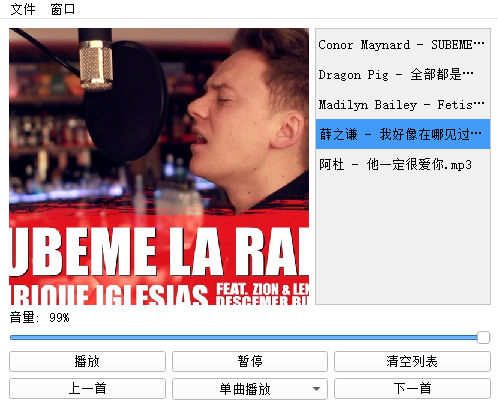 文件 窗口
UBEME LA RAI
NRIQUE IGLESIAS FEAT. ZION & LEN
DESCEMER BU
Conor Maynard - SUBEME…
Dragon Pig - 全部都是…
Madilyn Bailey - Fetis…
薛之谦 - 我好像在哪见过…
阿杜 - 他一定很爱你.mp3
音量: 99%
播放 暂停 清空列表
上一首 单曲播放 下一首